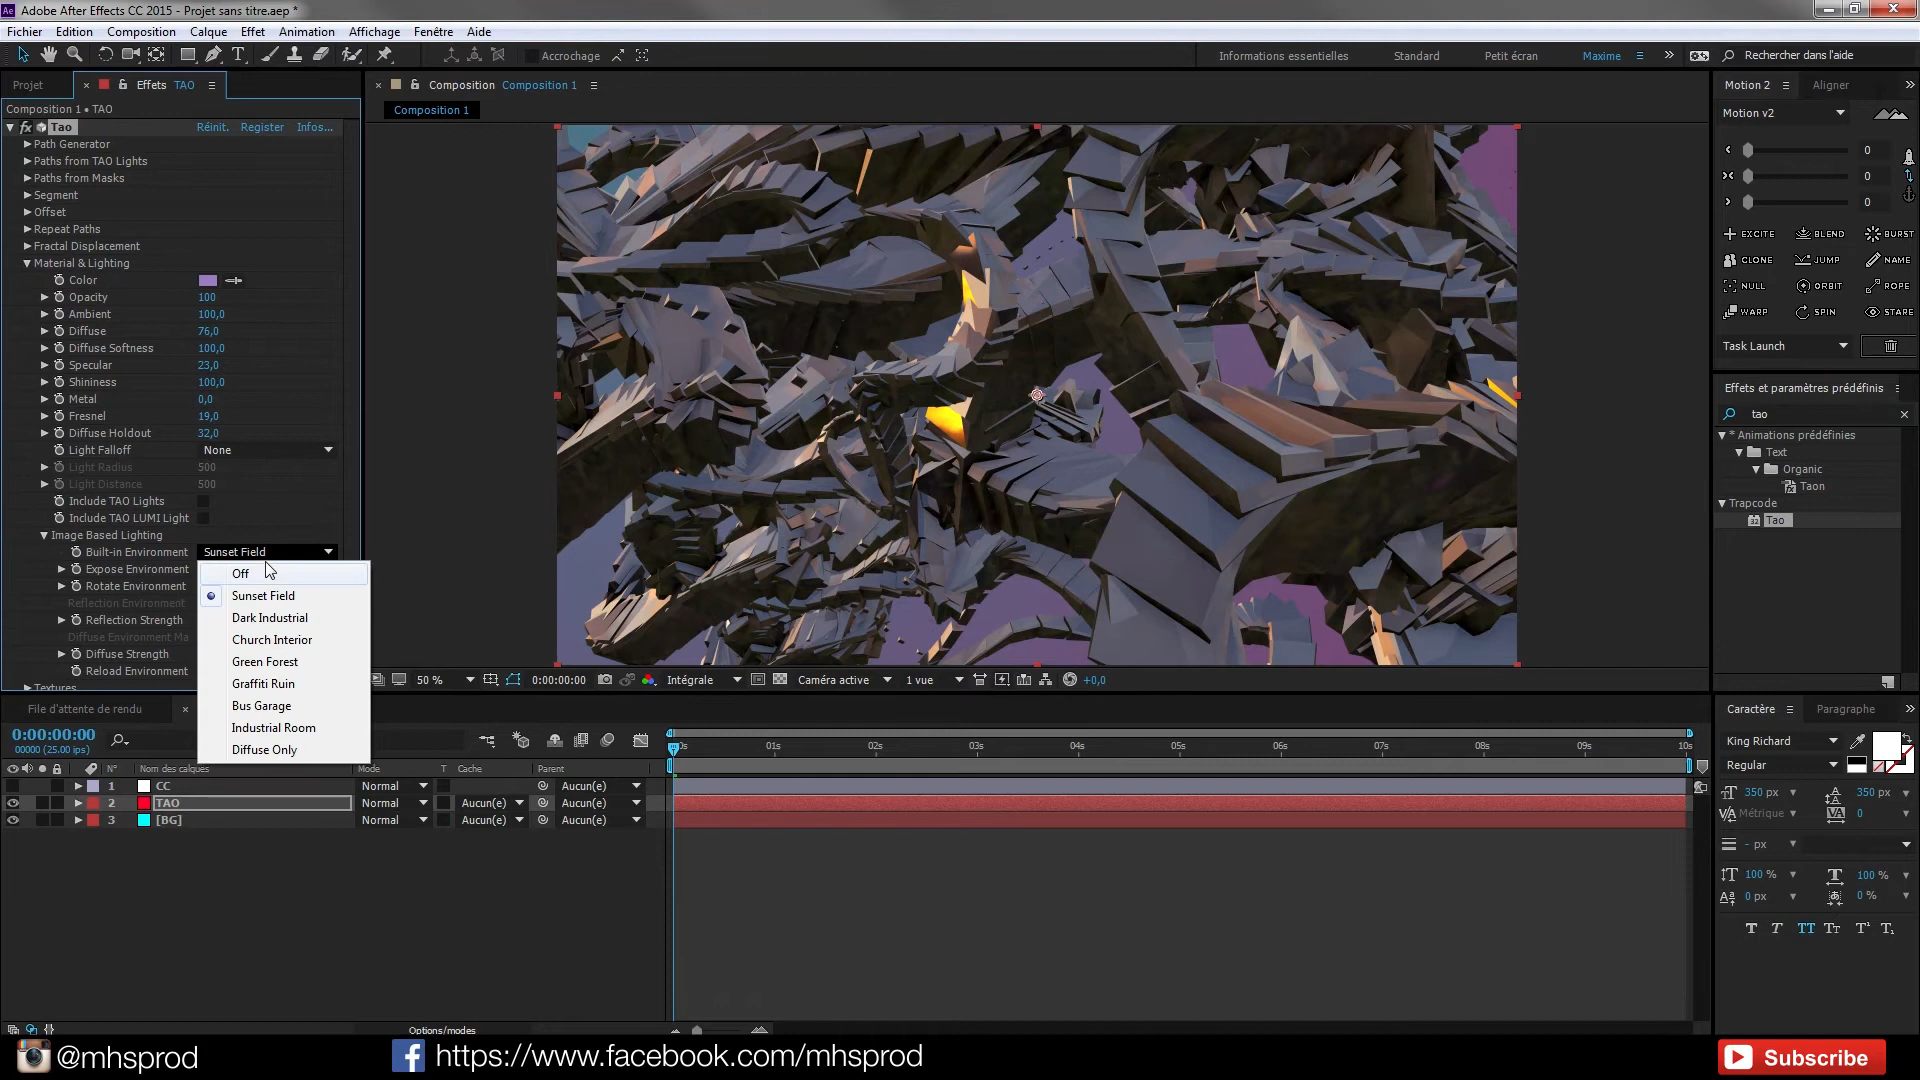 Adobe After Effects CC 2015 - Projet sans titre.aep *
Fichier Edition Composition Calque Effet Animation Affichage Fenêtre Aide
Accrochage Informations essentielles Standard Petit écran Maxime Rechercher dans l'aide
Projet Effets TAO
Composition Composition 1
Motion 2 Aligner
Composition 1 • TAO
Composition 1
Motion v2
fx Tao Réinit. Register Infos...
Path Generator
Paths from TAO Lights
Paths from Masks
Segment
Offset
Repeat Paths
Fractal Displacement
Material & Lighting
Color
Opacity 100
Ambient 100,0
Diffuse 76,0
Diffuse Softness 100,0
Specular 23,0
Shininess 100,0
Metal 0,0
Fresnel 19,0
Diffuse Holdout 32,0
Light Falloff None
Light Radius 500
Light Distance 500
Include TAO Lights
Include TAO LUMI Light
Image Based Lighting
Built-in Environment Sunset Field
Expose Environment
Rotate Environment
Reflection Environment
Reflection Strength
Diffuse Environment Ma
Diffuse Strength
Reload Environment
Textures
Off
Sunset Field
Dark Industrial
Church Interior
Green Forest
Graffiti Ruin
Bus Garage
Industrial Room
Diffuse Only
0
0
0
EXCITE BLEND BURST
CLONE JUMP NAME
NULL ORBIT ROPE
WARP SPIN STARE
Task Launch
Effets et paramètres prédéfinis
tao
* Animations prédéfinies
Text
Organic
Taon
Trapcode
Tao
50 % 0:00:00:00 Intégrale Caméra active 1 vue +0,0
File d'attente de rendu
0:00:00:00
00000 (25.00 ips)
01s 02s 03s 04s 05s 06s 07s 08s 09s 10s
N° Nom des calques Mode T Cache Parent
1 CC Normal Aucun(e)
2 TAO Normal Aucun(e) Aucun(e)
3 [BG] Normal Aucun(e) Aucun(e)
Options/modes
Caractère Paragraphe
King Richard
Regular
350 px 350 px
Métrique 0
- px
100 % 100 %
0 px 0 %
T T TT Tt T¹ T₁
@mhsprod https://www.facebook.com/mhsprod Subscribe